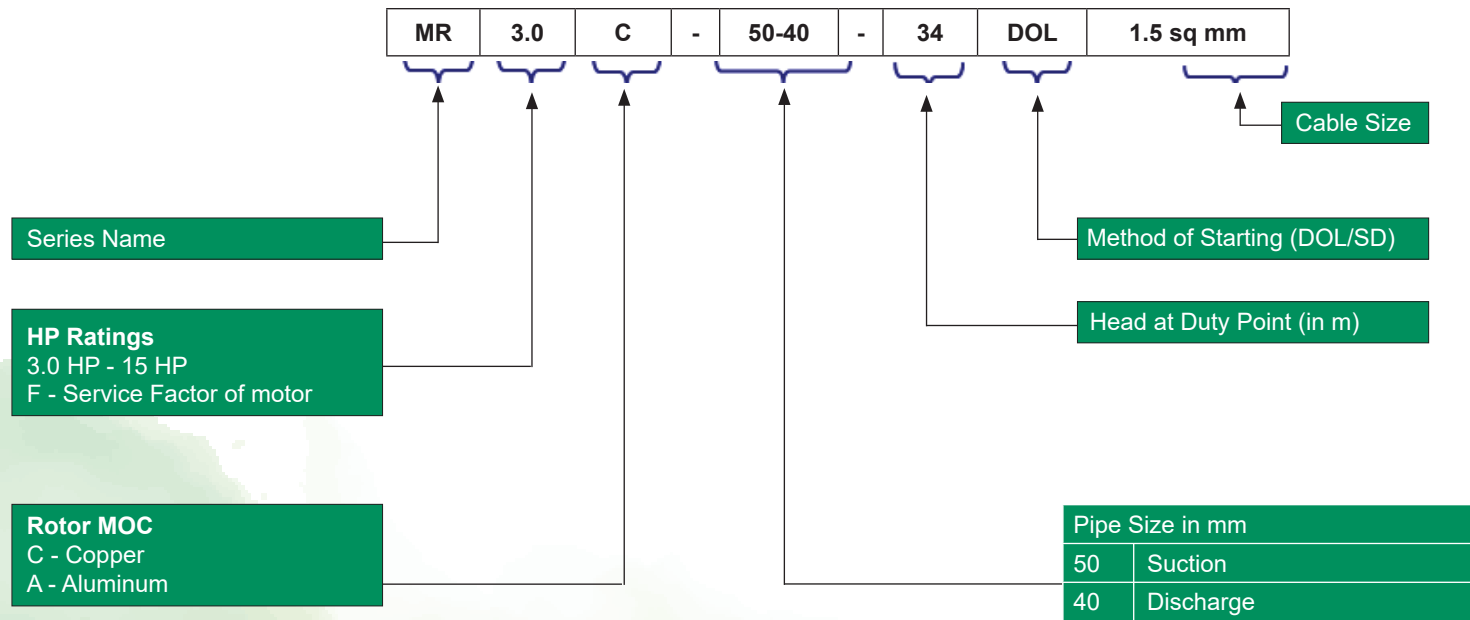 MR 3.0 C - 50-40 - 34 DOL 1.5 sq mm
Cable Size
Series Name
Method of Starting (DOL/SD)
HP Ratings
3.0 HP - 15 HP
F - Service Factor of motor
Head at Duty Point (in m)
Rotor MOC
C - Copper
A - Aluminum
Pipe Size in mm
50 Suction
40 Discharge